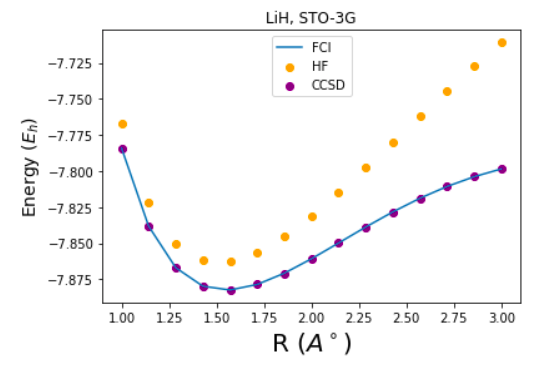 LiH, STO-3G
FCI
HF
CCSD
Energy (E_h)
−7.725
−7.750
−7.775
−7.800
−7.825
−7.850
−7.875
1.00 1.25 1.50 1.75 2.00 2.25 2.50 2.75 3.00
R (A°)